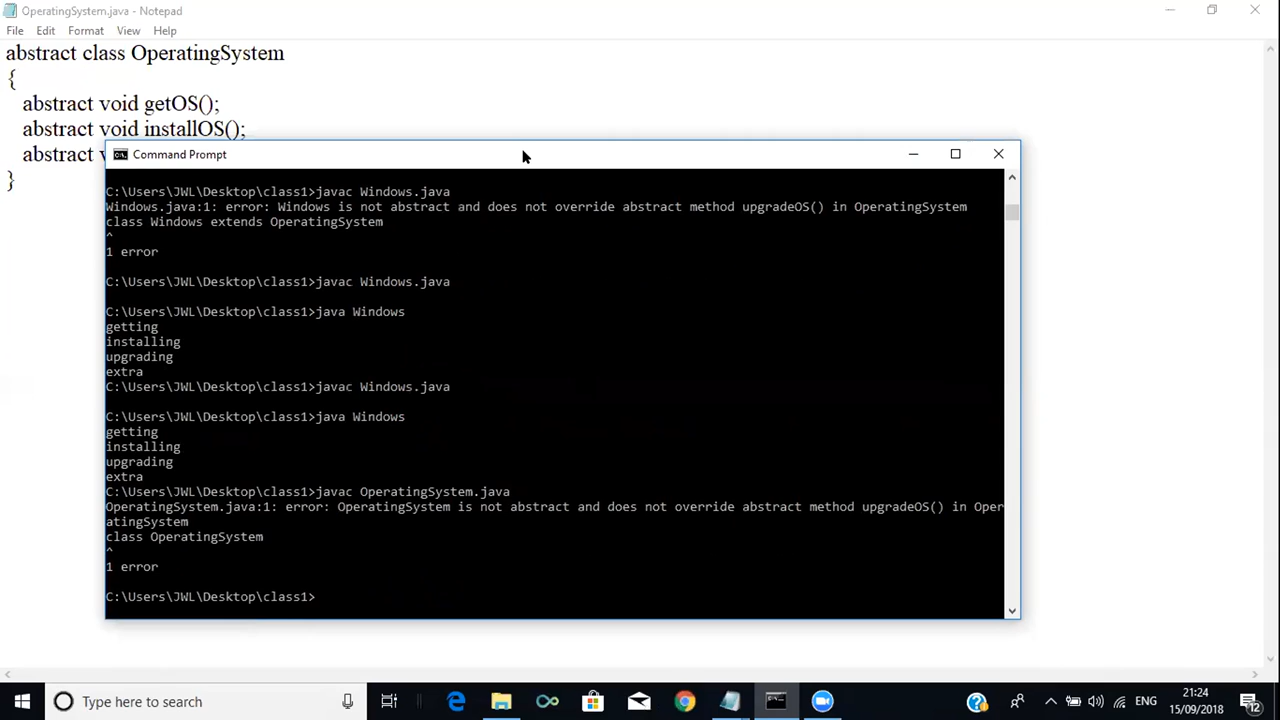 OperatingSystem.java - Notepad
File Edit Format View Help
abstract class OperatingSystem
{
abstract void getOS();
abstract void installOS();
abstract v
}
Command Prompt
C:\Users\JWL\Desktop\class1>javac Windows.java
Windows.java:1: error: Windows is not abstract and does not override abstract method upgradeOS() in OperatingSystem
class Windows extends OperatingSystem
^
1 error
C:\Users\JWL\Desktop\class1>javac Windows.java
C:\Users\JWL\Desktop\class1>java Windows
getting
installing
upgrading
extra
C:\Users\JWL\Desktop\class1>javac Windows.java
C:\Users\JWL\Desktop\class1>java Windows
getting
installing
upgrading
extra
C:\Users\JWL\Desktop\class1>javac OperatingSystem.java
OperatingSystem.java:1: error: OperatingSystem is not abstract and does not override abstract method upgradeOS() in Oper
atingSystem
class OperatingSystem
^
1 error
C:\Users\JWL\Desktop\class1>
Type here to search
ENG
21:24
15/09/2018
12